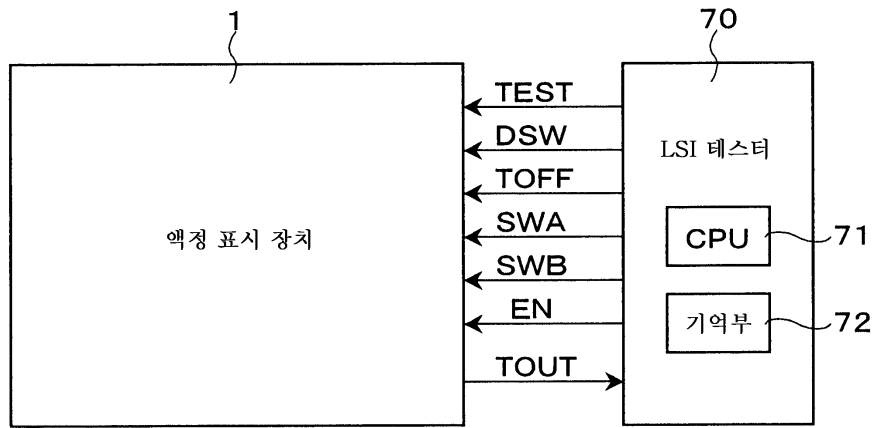 1
70
TEST
DSW
LSI 테스터
TOFF
액정 표시 장치
SWA
CPU
71
SWB
EN
기억부
72
TOUT